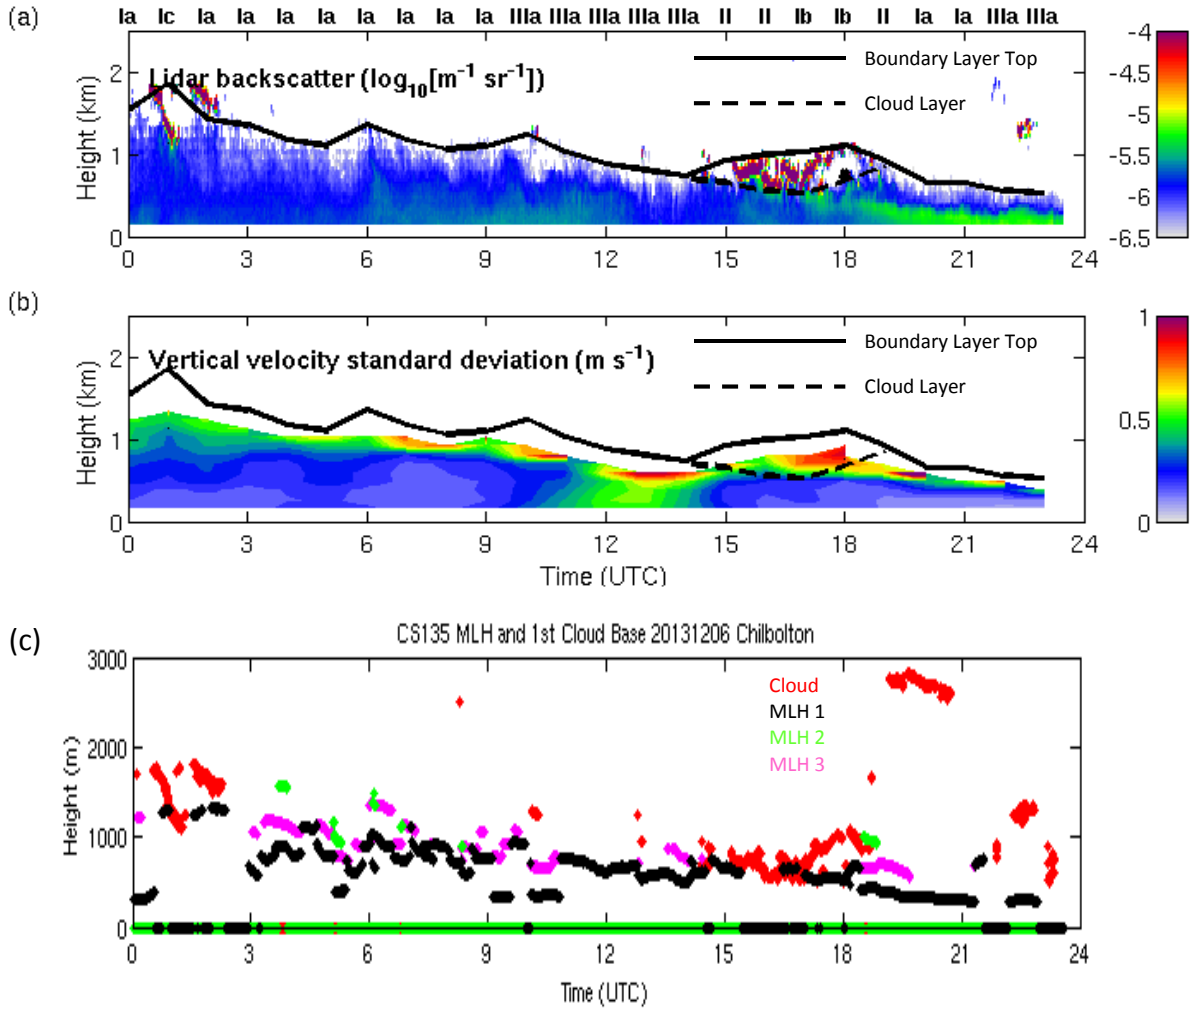 (a)
Ia Ic Ia Ia Ia Ia Ia Ia Ia Ia IIIa IIIa IIIa IIIa IIIa II II Ib Ib II Ia Ia IIIa IIIa
Lidar backscatter (log10[m-1 sr-1])
Boundary Layer Top
Cloud Layer
Height (km)
2
1
0
0 3 6 9 12 15 18 21 24
-4
-4.5
-5
-5.5
-6
-6.5
(b)
Vertical velocity standard deviation (m s-1)
Boundary Layer Top
Cloud Layer
Height (km)
2
1
0
0 3 6 9 12 15 18 21 24
Time (UTC)
1
0.5
0
(c)
CS135 MLH and 1st Cloud Base 20131206 Chilbolton
Cloud
MLH 1
MLH 2
MLH 3
Height (m)
3000
2000
1000
0
0 3 6 9 12 15 18 21 24
Time (UTC)